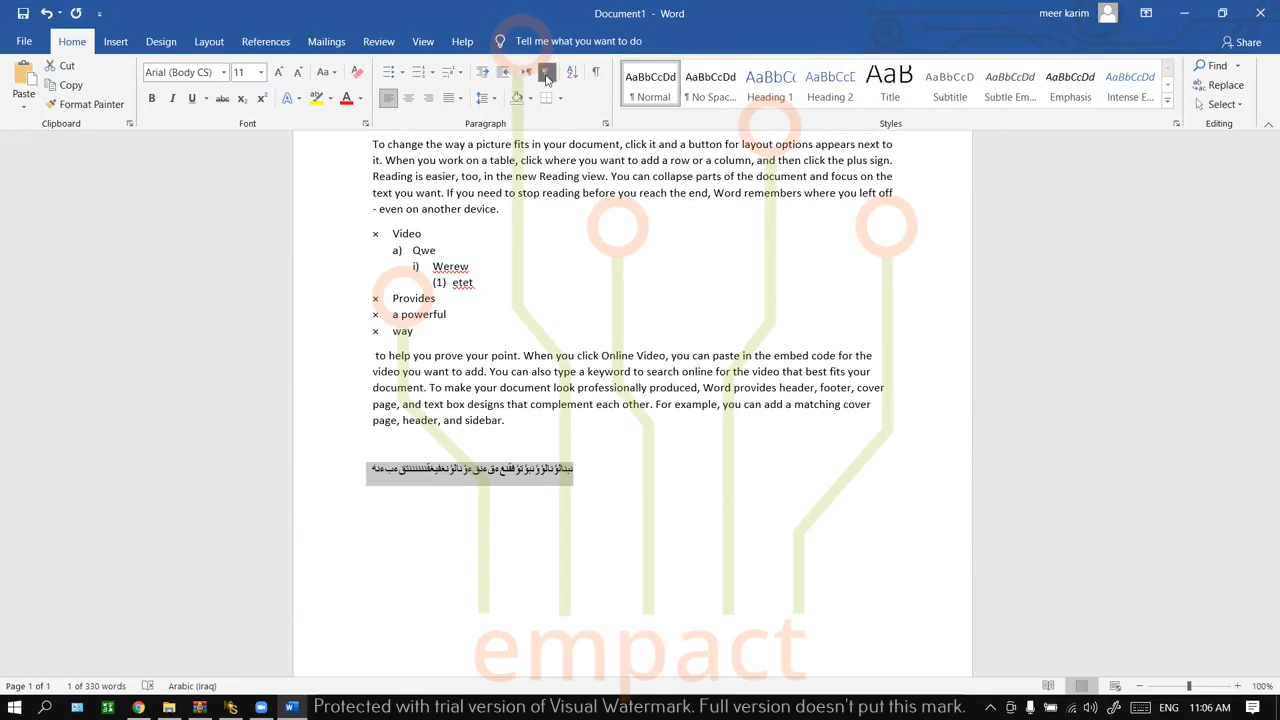 Document1 - Word
meer karim
File Home Insert Design Layout References Mailings Review View Help Tell me what you want to do Share
Paste
Cut
Copy
Format Painter
Clipboard
Arial (Body CS) 11
Font
Paragraph
AaBbCcDd AaBbCcDd AaBbCc AaBbCcC AaB AaBbCcD AaBbCcDd AaBbCcDd AaBbCcDd
¶ Normal ¶ No Spac... Heading 1 Heading 2 Title Subtitle Subtle Em... Emphasis Intense E...
Styles
Find
Replace
Select
Editing
To change the way a picture fits in your document, click it and a button for layout options appears next to
it. When you work on a table, click where you want to add a row or a column, and then click the plus sign.
Reading is easier, too, in the new Reading view. You can collapse parts of the document and focus on the
text you want. If you need to stop reading before you reach the end, Word remembers where you left off
- even on another device.
× Video
a) Qwe
i) Werew
(1) etet
× Provides
× a powerful
× way
to help you prove your point. When you click Online Video, you can paste in the embed code for the
video you want to add. You can also type a keyword to search online for the video that best fits your
document. To make your document look professionally produced, Word provides header, footer, cover
page, and text box designs that complement each other. For example, you can add a matching cover
page, header, and sidebar.
empact
Page 1 of 1 1 of 330 words Arabic (Iraq) 100%
Protected with trial version of Visual Watermark. Full version doesn't put this mark.
ENG 11:06 AM